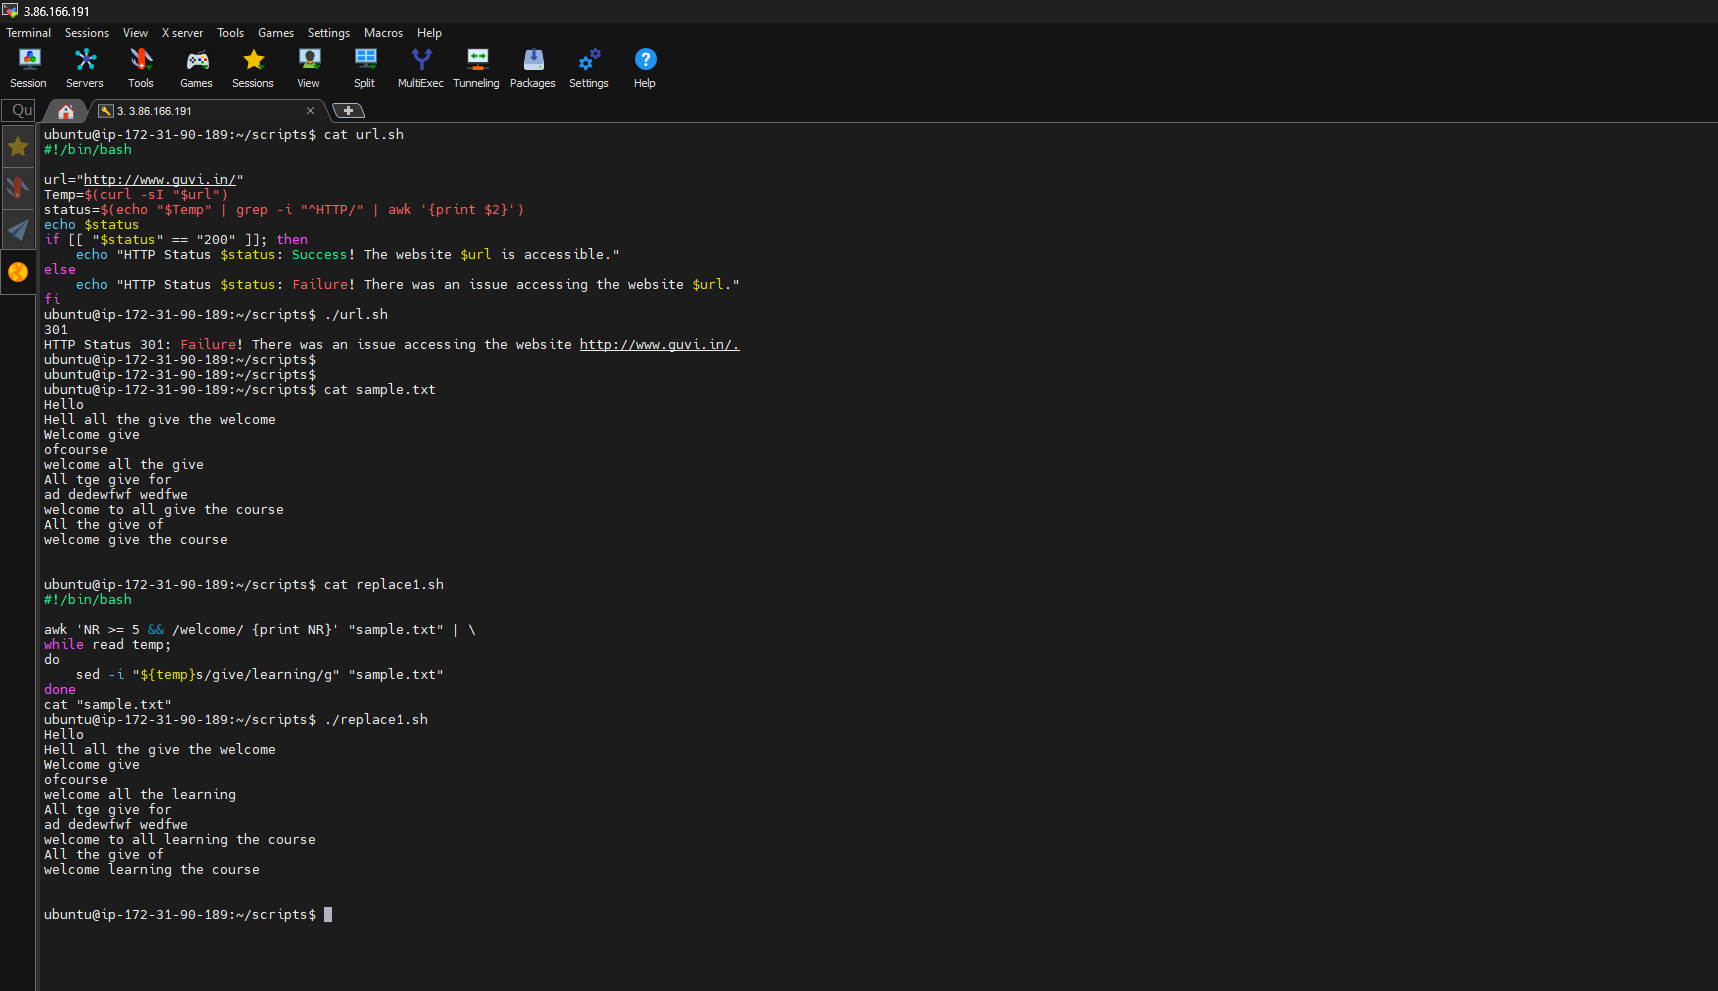 3.86.166.191
Terminal Sessions View X server Tools Games Settings Macros Help
Session Servers Tools Games Sessions View Split MultiExec Tunneling Packages Settings Help
Qu 3. 3.86.166.191
ubuntu@ip-172-31-90-189:~/scripts$ cat url.sh
#!/bin/bash
url="http://www.guvi.in/"
Temp=$(curl -sI "$url")
status=$(echo "$Temp" | grep -i "^HTTP/" | awk '{print $2}')
echo $status
if [[ "$status" == "200" ]]; then
    echo "HTTP Status $status: Success! The website $url is accessible."
else
    echo "HTTP Status $status: Failure! There was an issue accessing the website $url."
fi
ubuntu@ip-172-31-90-189:~/scripts$ ./url.sh
301
HTTP Status 301: Failure! There was an issue accessing the website http://www.guvi.in/.
ubuntu@ip-172-31-90-189:~/scripts$
ubuntu@ip-172-31-90-189:~/scripts$
ubuntu@ip-172-31-90-189:~/scripts$ cat sample.txt
Hello
Hell all the give the welcome
Welcome give
ofcourse
welcome all the give
All tge give for
ad dedewfwf wedfwe
welcome to all give the course
All the give of
welcome give the course
ubuntu@ip-172-31-90-189:~/scripts$ cat replace1.sh
#!/bin/bash
awk 'NR >= 5 && /welcome/ {print NR}' "sample.txt" | \
while read temp;
do
    sed -i "${temp}s/give/learning/g" "sample.txt"
done
cat "sample.txt"
ubuntu@ip-172-31-90-189:~/scripts$ ./replace1.sh
Hello
Hell all the give the welcome
Welcome give
ofcourse
welcome all the learning
All tge give for
ad dedewfwf wedfwe
welcome to all learning the course
All the give of
welcome learning the course
ubuntu@ip-172-31-90-189:~/scripts$